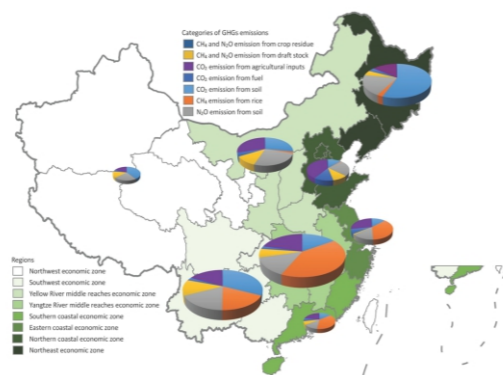 Categories of GHGs emissions
CH₄ and N₂O emission from crop residue
CH₄ and N₂O emission from draft stock
CO₂ emission from agricultural inputs
CO₂ emission from fuel
CO₂ emission from soil
CH₄ emission from rice
N₂O emission from soil
Regions
Northwest economic zone
Southwest economic zone
Yellow River middle reaches economic zone
Yangtze River middle reaches economic zone
Southern coastal economic zone
Eastern coastal economic zone
Northern coastal economic zone
Northeast economic zone